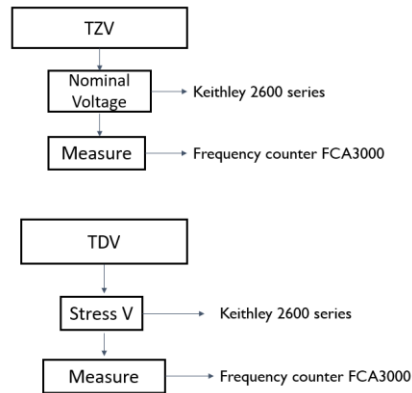 TZV
Nominal
Voltage
Keithley 2600 series
Measure
Frequency counter FCA3000
TDV
Stress V
Keithley 2600 series
Measure
Frequency counter FCA3000